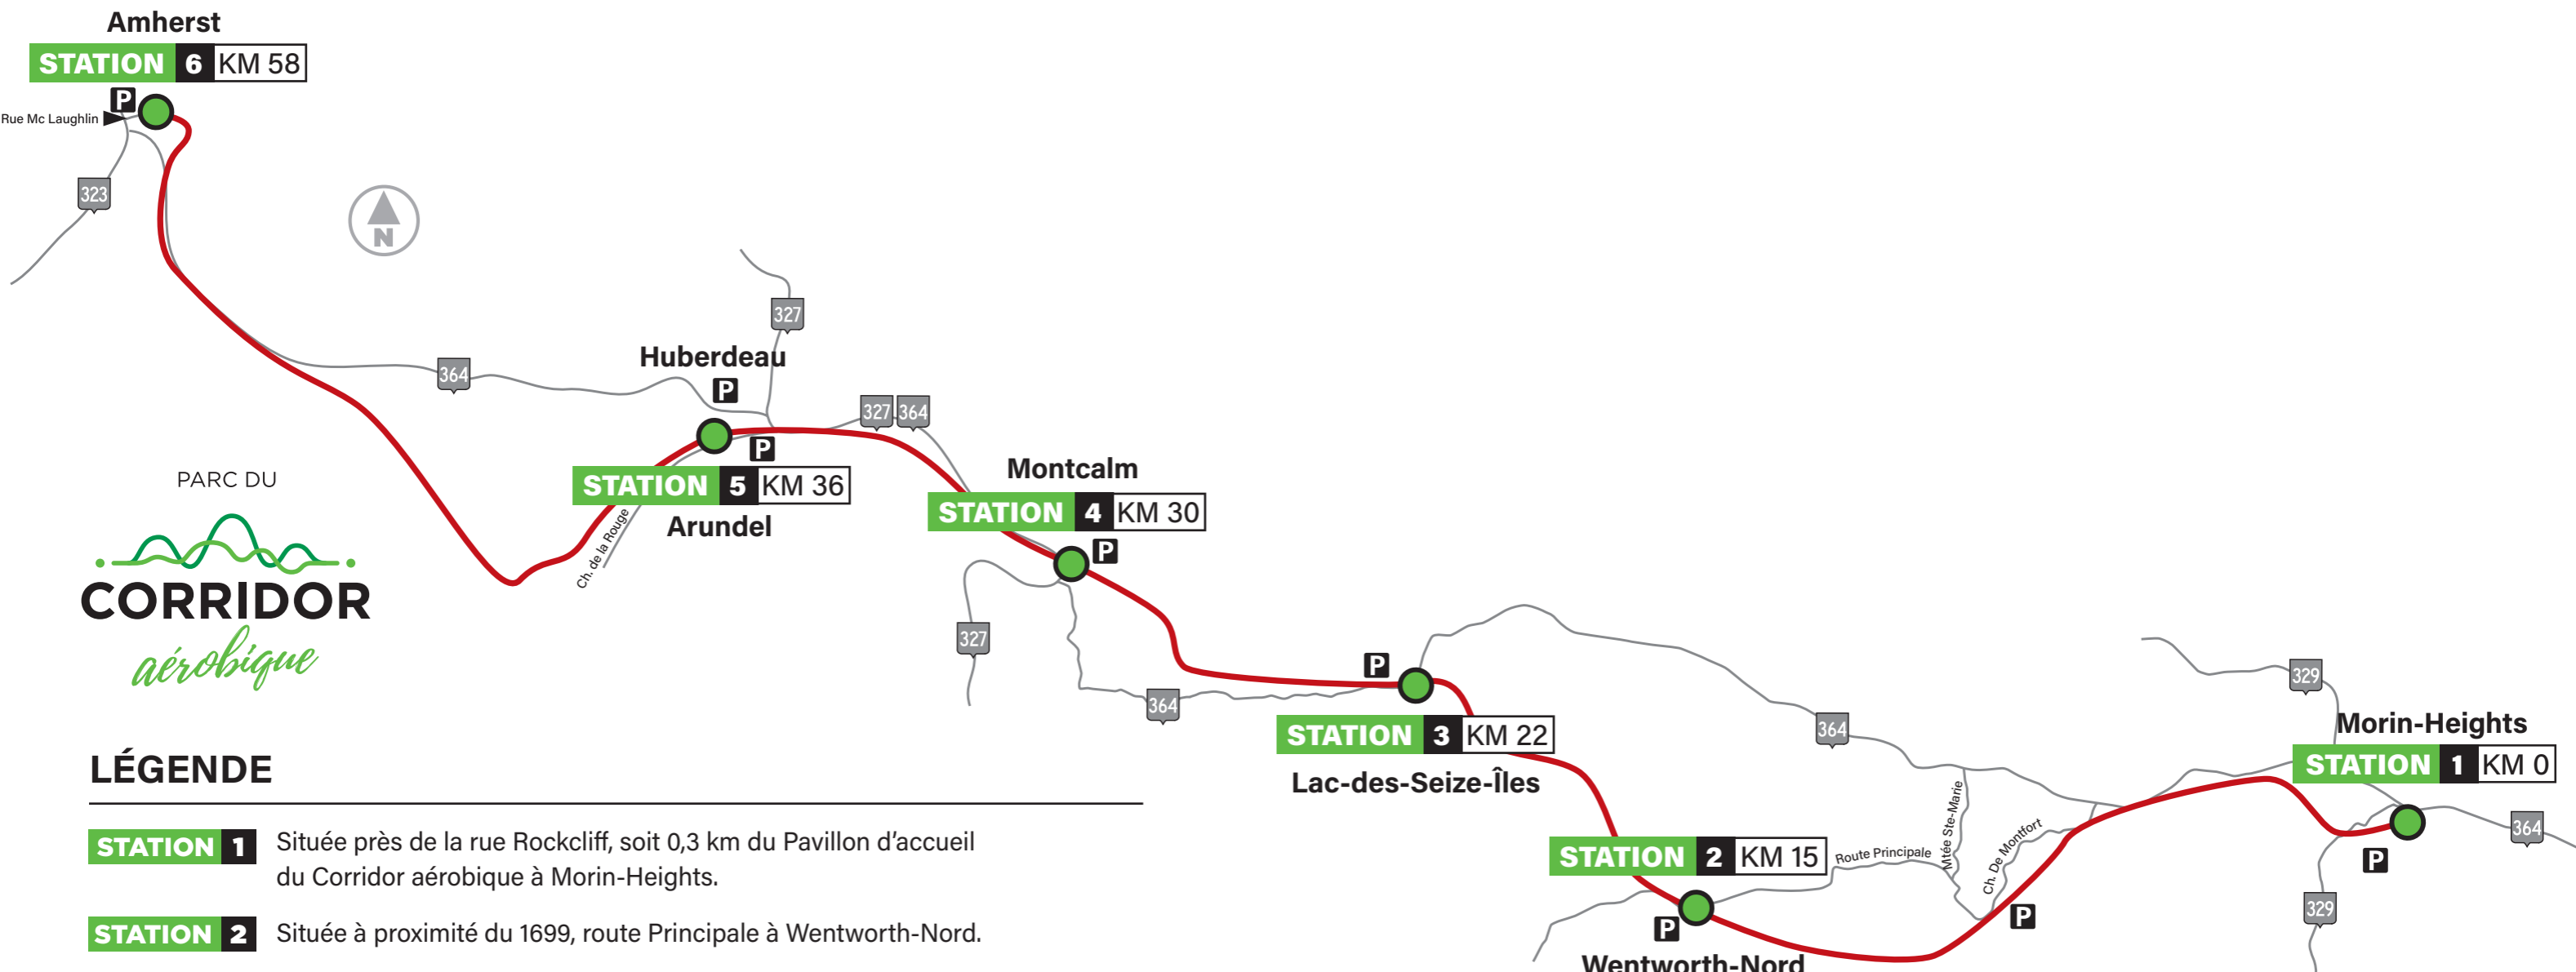 Amherst
STATION 6 KM 58
P
Rue Mc Laughlin
323
N
327
Huberdeau
P
364
327 364
P
STATION 5 KM 36
Arundel
Ch. de la Rouge
Montcalm
STATION 4 KM 30
P
327
364
PARC DU
CORRIDOR
aérobique
P
STATION 3 KM 22
Lac-des-Seize-Îles
364
329
Morin-Heights
STATION 1 KM 0
364
P
329
STATION 2 KM 15
Route Principale
Mtée Ste-Marie
Ch. De Montfort
P
P
Wentworth-Nord
LÉGENDE
STATION 1 Située près de la rue Rockcliff, soit 0,3 km du Pavillon d'accueil
du Corridor aérobique à Morin-Heights.
STATION 2 Située à proximité du 1699, route Principale à Wentworth-Nord.